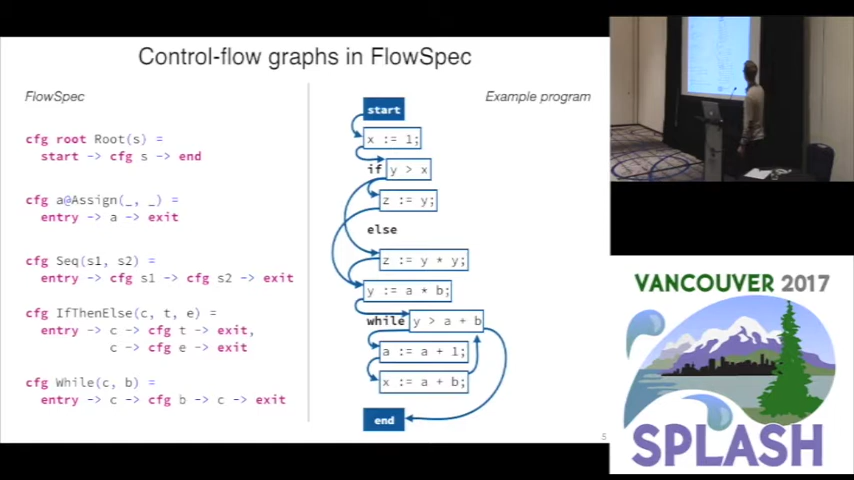 Control-flow graphs in FlowSpec
FlowSpec
cfg root Root(s) =
start -> cfg s -> end
cfg a@Assign(_, _) =
entry -> a -> exit
cfg Seq(s1, s2) =
entry -> cfg s1 -> cfg s2 -> exit
cfg IfThenElse(c, t, e) =
entry -> c -> cfg t -> exit,
c -> cfg e -> exit
cfg While(c, b) =
entry -> c -> cfg b -> c -> exit
Example program
start
x := 1;
if y > x
z := y;
else
z := y * y;
y := a * b;
while y > a + b
a := a + 1;
x := a + b;
end
5
VANCOUVER 2017
SPLASH